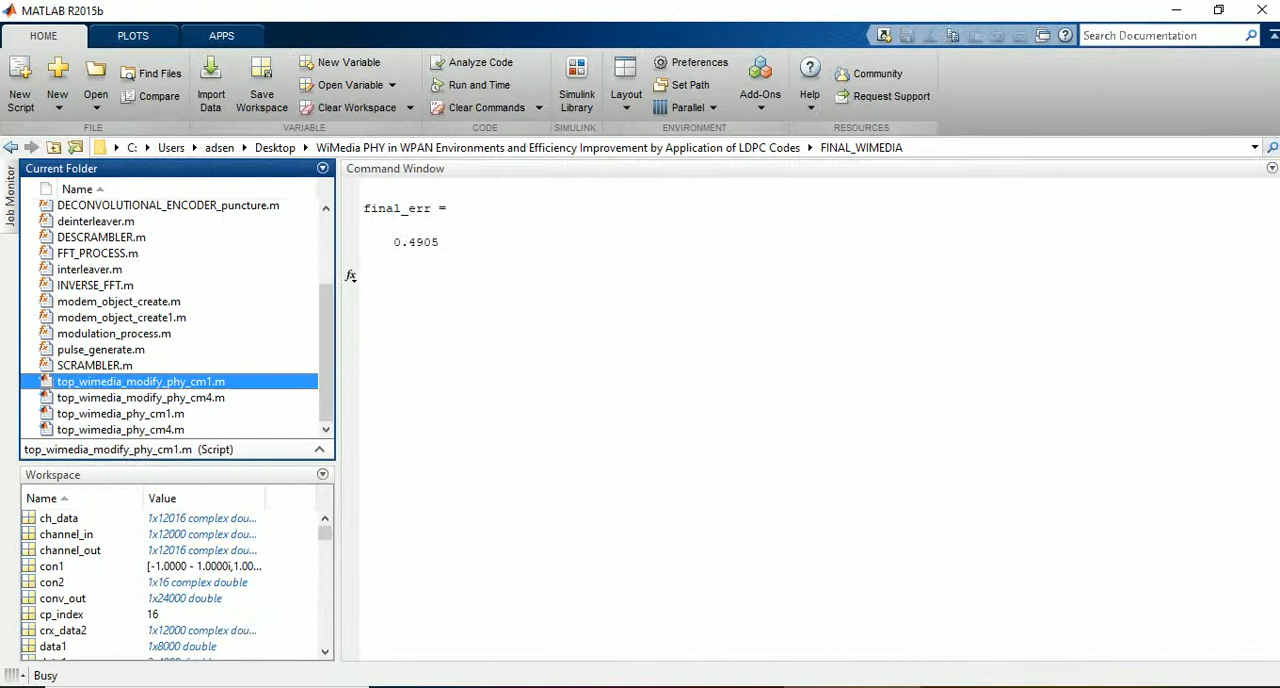 MATLAB R2015b
HOME PLOTS APPS
Search Documentation
New Script
New
Open
Find Files
Compare
Import Data
Save Workspace
New Variable
Open Variable
Clear Workspace
Analyze Code
Run and Time
Clear Commands
Simulink Library
Layout
Preferences
Set Path
Parallel
Add-Ons
Help
Community
Request Support
FILE VARIABLE CODE SIMULINK ENVIRONMENT RESOURCES
C: Users adsen Desktop WiMedia PHY in WPAN Environments and Efficiency Improvement by Application of LDPC Codes FINAL_WIMEDIA
Job Monitor
Current Folder
Name
DECONVOLUTIONAL_ENCODER_puncture.m
deinterleaver.m
DESCRAMBLER.m
FFT_PROCESS.m
interleaver.m
INVERSE_FFT.m
modem_object_create.m
modem_object_create1.m
modulation_process.m
pulse_generate.m
SCRAMBLER.m
top_wimedia_modify_phy_cm1.m
top_wimedia_modify_phy_cm4.m
top_wimedia_phy_cm1.m
top_wimedia_phy_cm4.m
top_wimedia_modify_phy_cm1.m (Script)
Workspace
Name Value
ch_data 1x12016 complex dou...
channel_in 1x12000 complex dou...
channel_out 1x12016 complex dou...
con1 [-1.0000 - 1.0000i,1.00...
con2 1x16 complex double
conv_out 1x24000 double
cp_index 16
crx_data2 1x12000 complex dou...
data1 1x8000 double
Command Window
final_err =
0.4905
fx
Busy